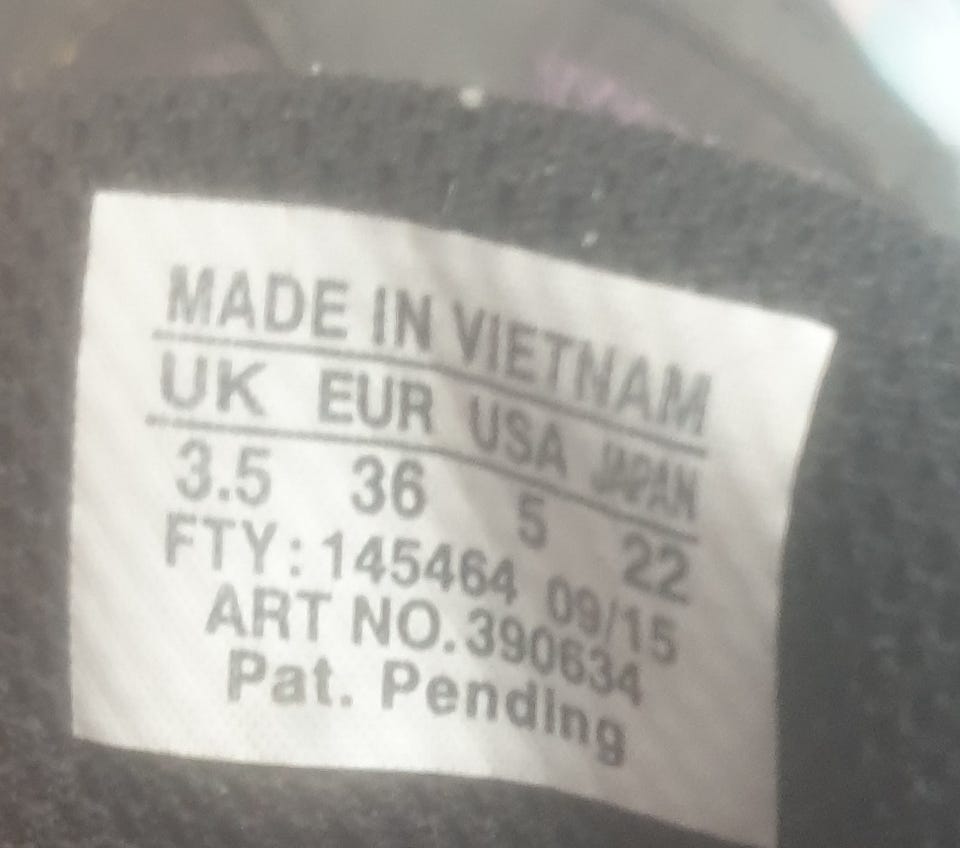 MADE IN VIETNAM
UK EUR USA JAPAN
3.5 36 5 22
FTY: 145464 09/15
ART NO. 390634
Pat. Pending